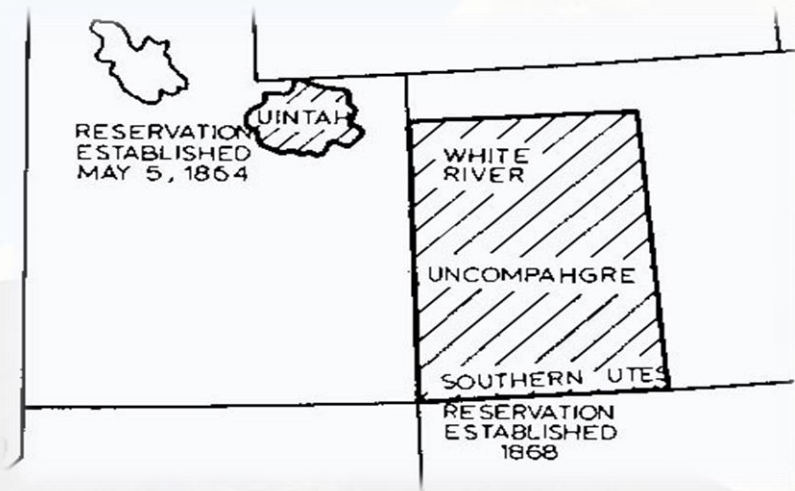 UINTAH
RESERVATION
ESTABLISHED
MAY 5, 1864
WHITE
RIVER
UNCOMPAHGRE
SOUTHERN UTES
RESERVATION
ESTABLISHED
1868